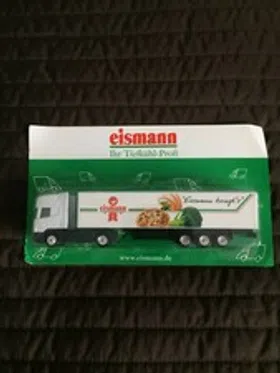 eismann
Ihr Tiefkühl-Profi
eismann
"Eismann bringt's"
www.eismann.de